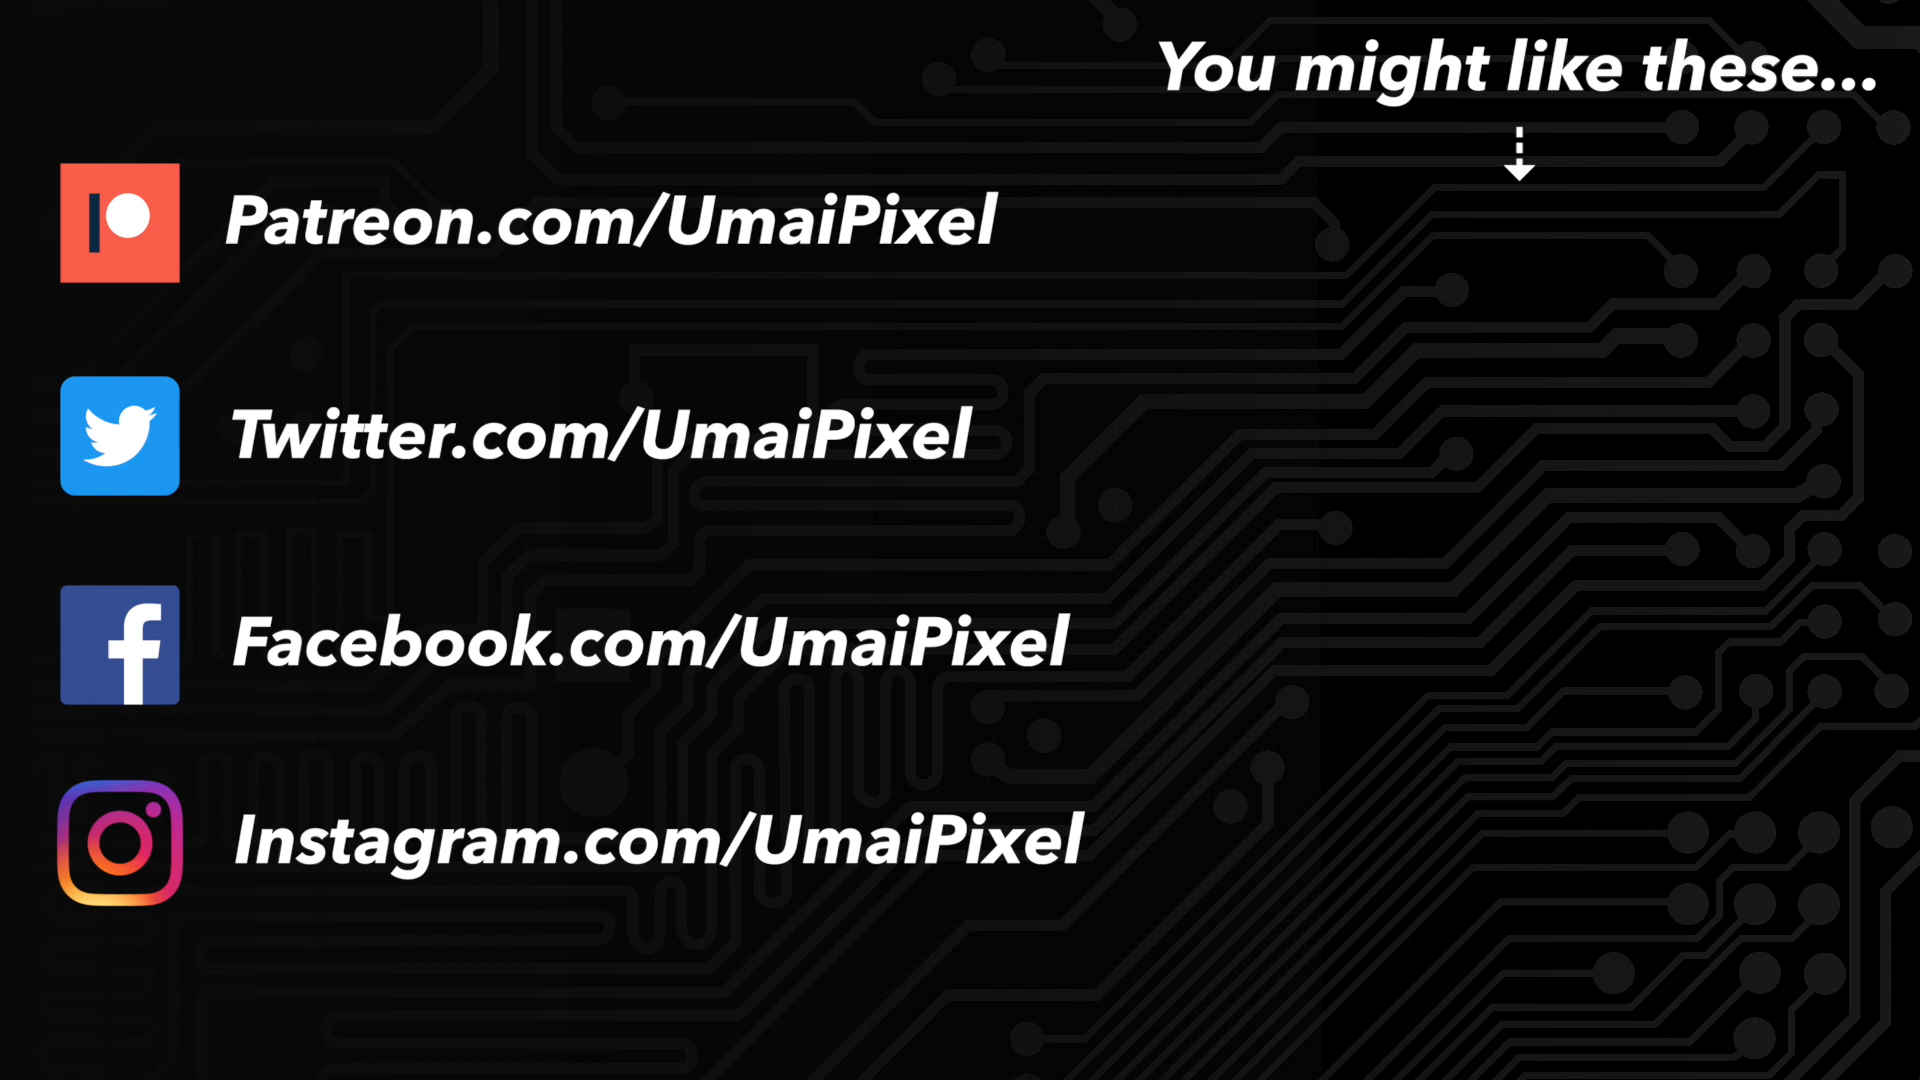 You might like these...
Patreon.com/UmaiPixel
Twitter.com/UmaiPixel
Facebook.com/UmaiPixel
Instagram.com/UmaiPixel